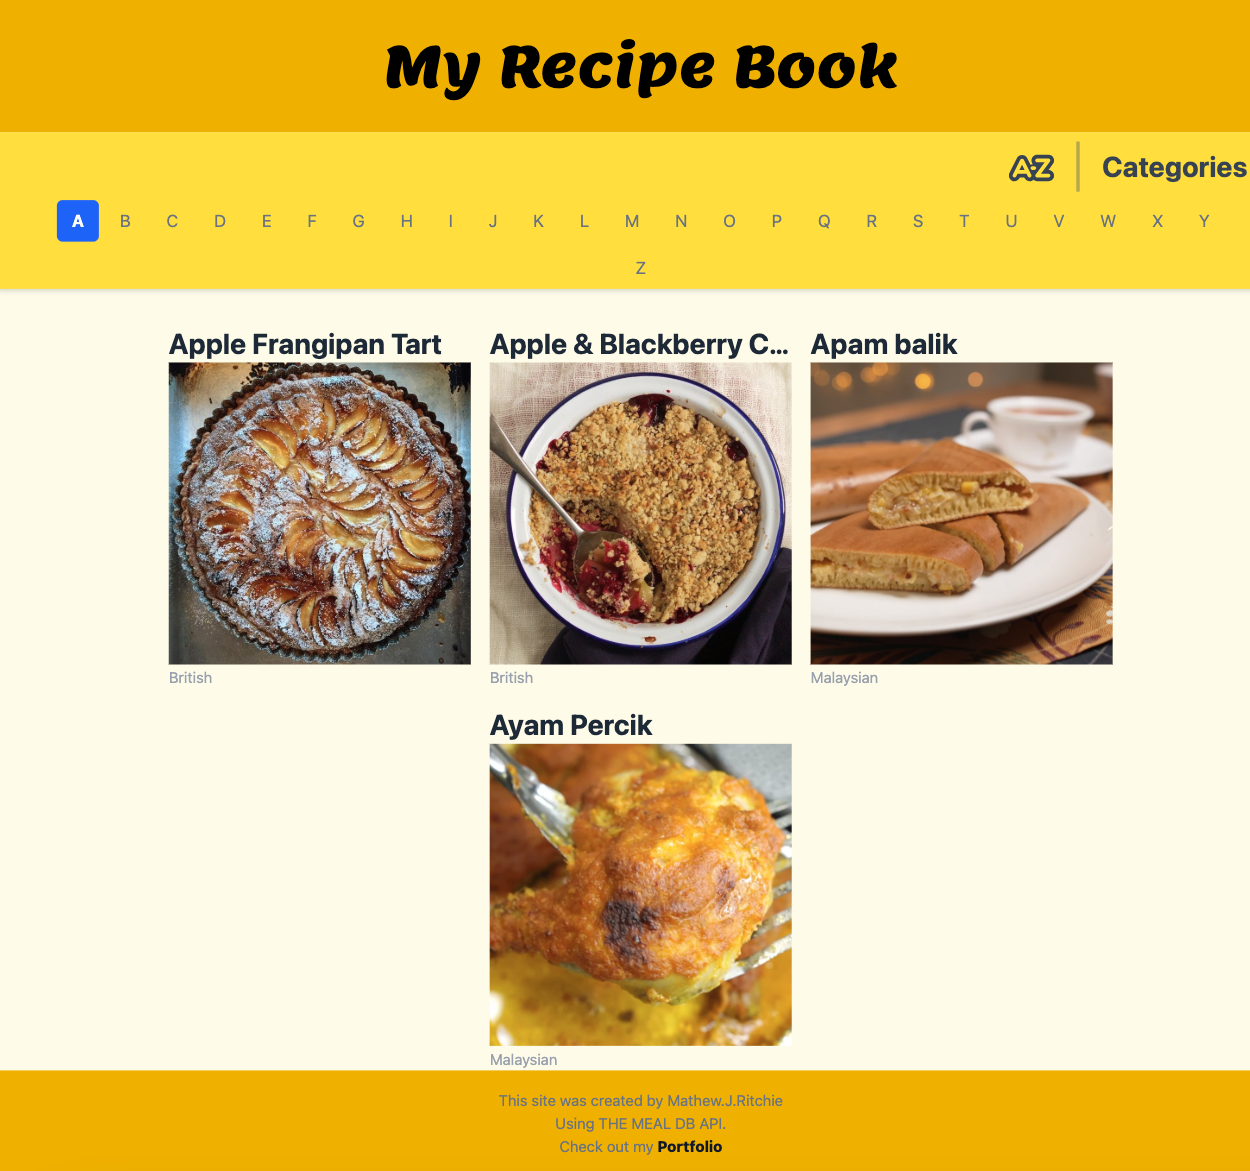 My Recipe Book
AZ Categories
A B C D E F G H I J K L M N O P Q R S T U V W X Y
Z
Apple Frangipan Tart
Apple & Blackberry C...
Apam balik
British
British
Malaysian
Ayam Percik
Malaysian
This site was created by Mathew.J.Ritchie
Using THE MEAL DB API.
Check out my Portfolio